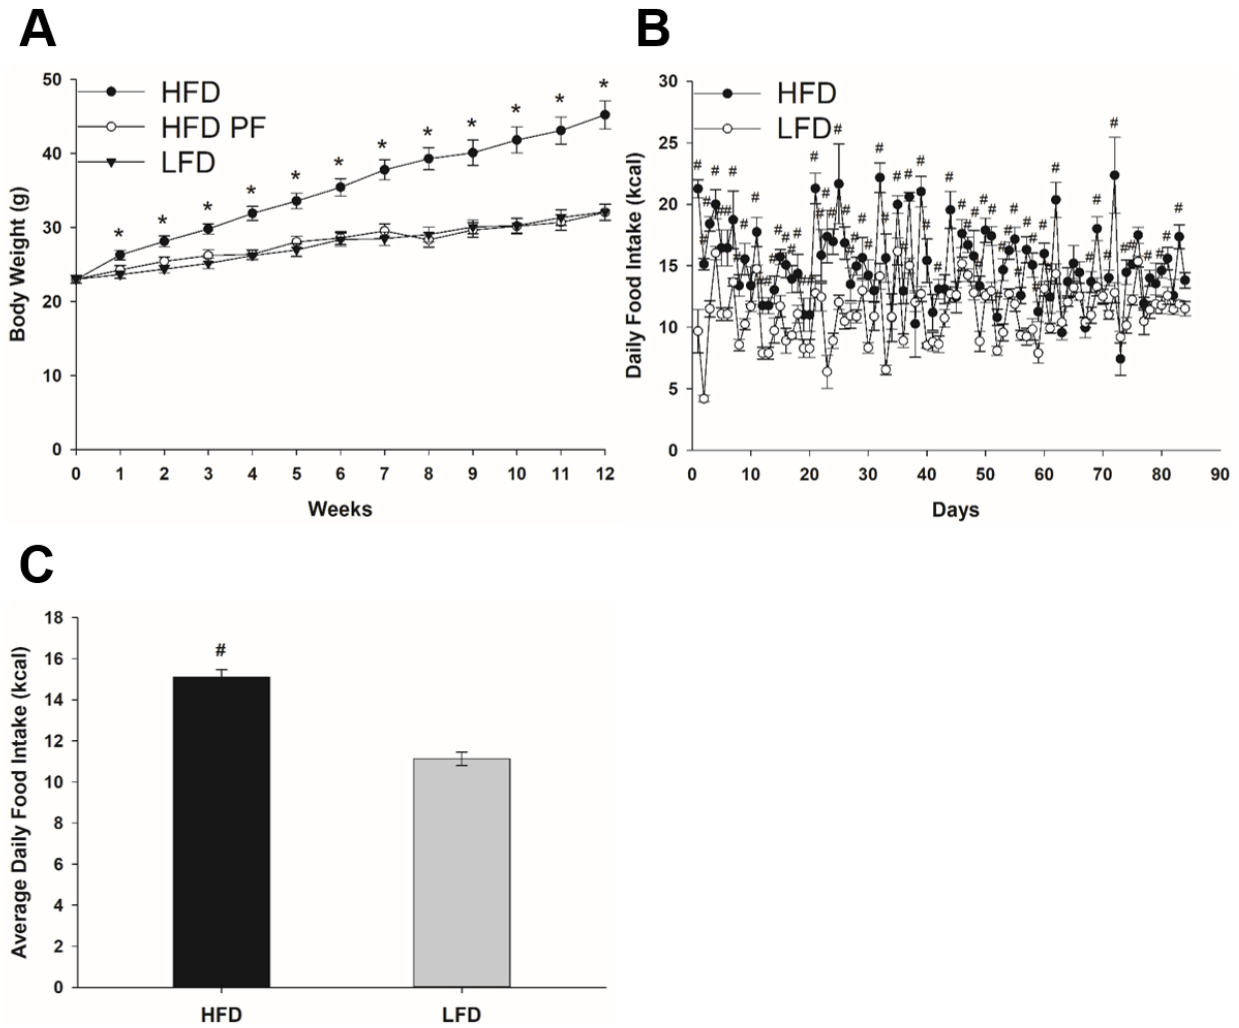 A
B
50
40
30
20
10
0
Body Weight (g)
HFD
HFD PF
LFD
* * * * * * * * * * * *
0 1 2 3 4 5 6 7 8 9 10 11 12
Weeks
30
25
20
15
10
5
0
Daily Food Intake (kcal)
HFD
LFD
0 10 20 30 40 50 60 70 80 90
Days
C
18
16
14
12
10
8
6
4
2
0
Average Daily Food Intake (kcal)
#
HFD LFD